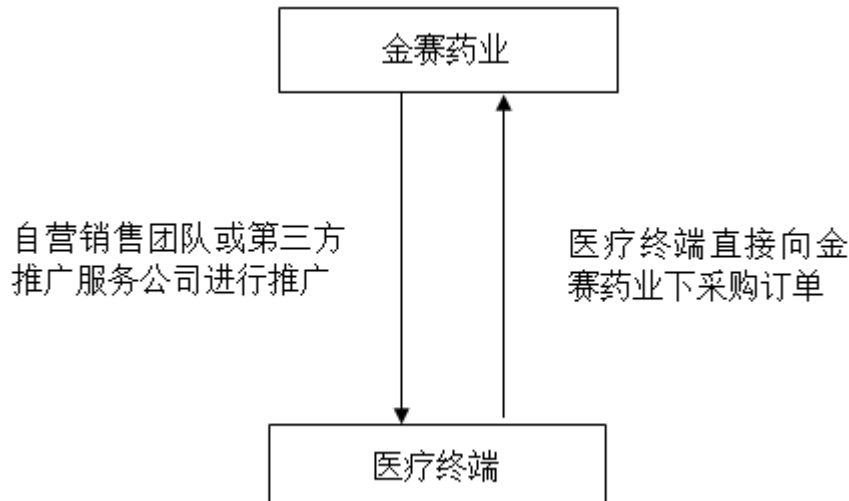 金赛药业
自营销售团队或第三方
推广服务公司进行推广
医疗终端直接向金
赛药业下采购订单
医疗终端